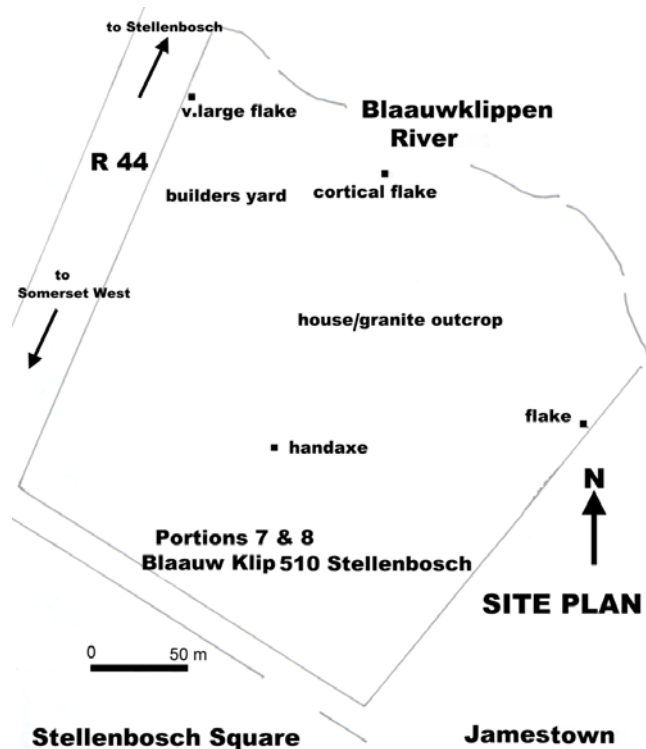 to Stellenbosch
v.large flake
Blaauwklippen
River
R 44
builders yard
cortical flake
to
Somerset West
house/granite outcrop
flake
handaxe
N
Portions 7 & 8
Blaauw Klip 510 Stellenbosch
SITE PLAN
0 50 m
Stellenbosch Square
Jamestown